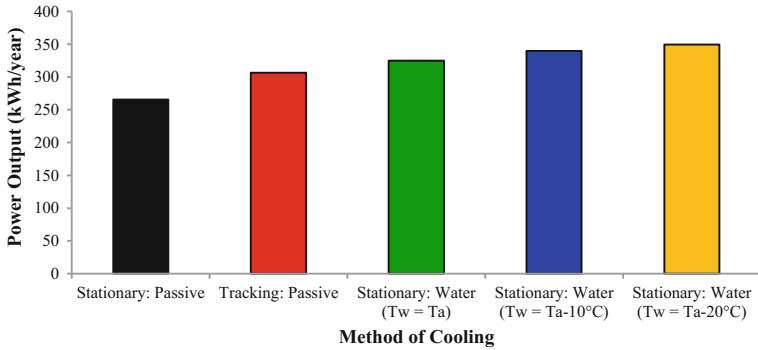 400
350
300
250
200
150
100
50
0
Power Output (kWh/year)
Stationary: Passive
Tracking: Passive
Stationary: Water
(Tw = Ta)
Stationary: Water
(Tw = Ta-10°C)
Stationary: Water
(Tw = Ta-20°C)
Method of Cooling